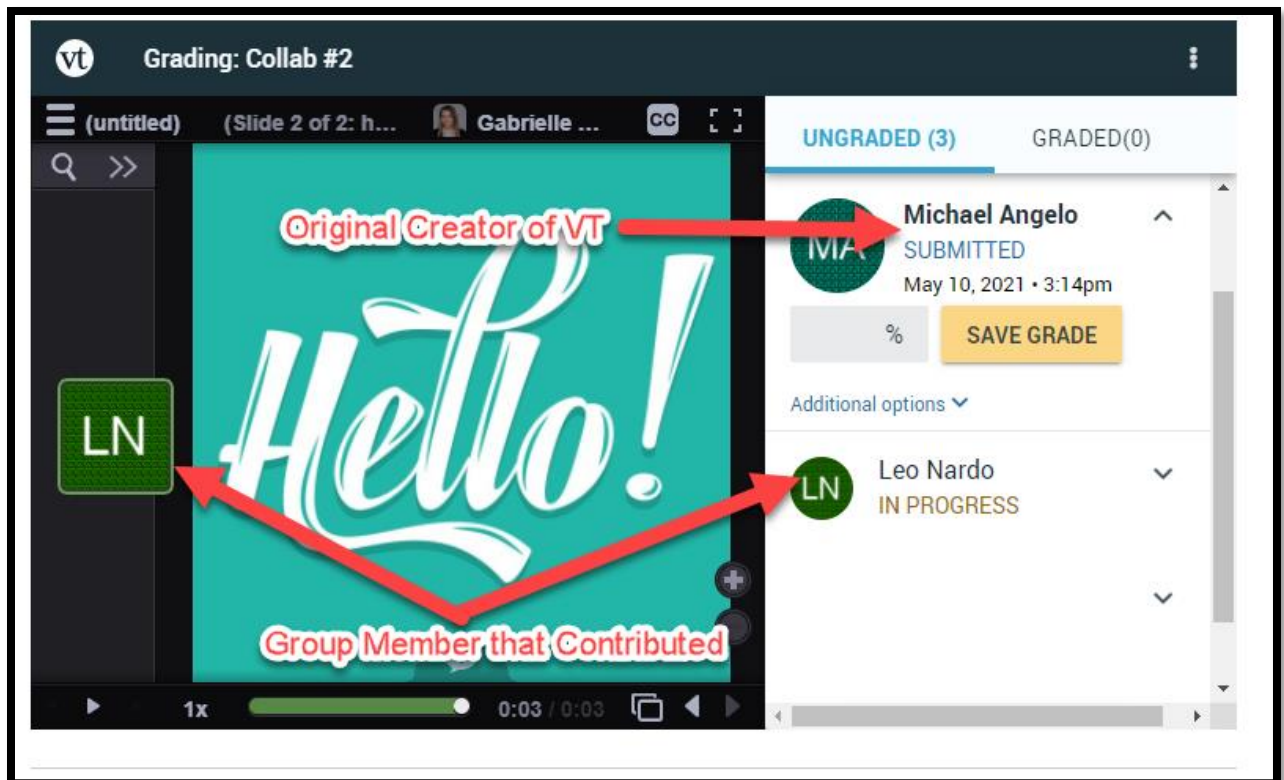 vt Grading: Collab #2
(untitled) (Slide 2 of 2: h... Gabrielle ... CC
UNGRADED (3) GRADED(0)
Original Creator of VT
MA
Michael Angelo
SUBMITTED
May 10, 2021 • 3:14pm
% SAVE GRADE
Additional options
LN
Hello!
LN
Leo Nardo
IN PROGRESS
Group Member that Contributed
1x 0:03 / 0:03